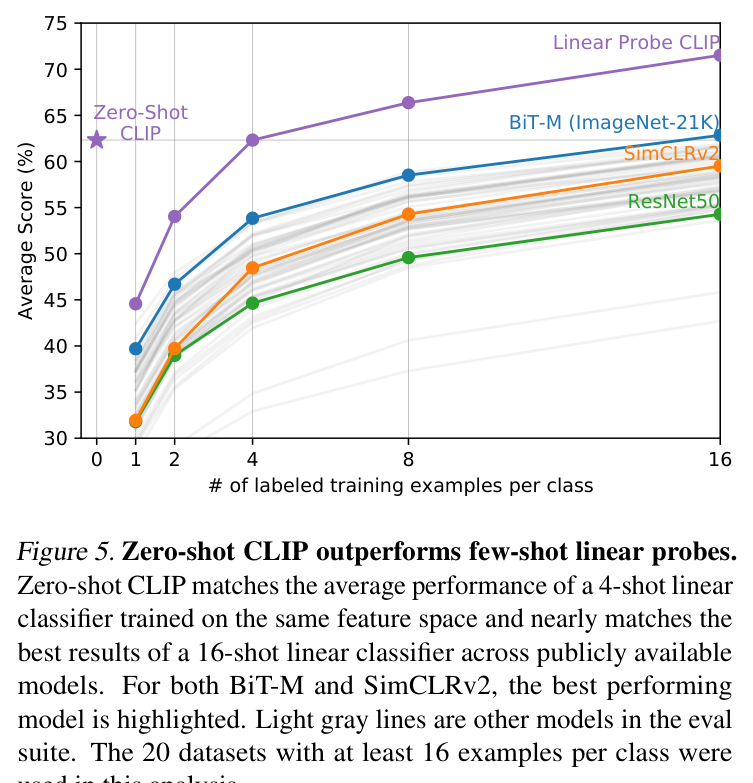 75
70
65
60
55
50
45
40
35
30
Average Score (%)
Linear Probe CLIP
Zero-Shot
CLIP
BiT-M (ImageNet-21K)
SimCLRv2
ResNet50
0 1 2 4 8 16
# of labeled training examples per class
Figure 5. Zero-shot CLIP outperforms few-shot linear probes.
Zero-shot CLIP matches the average performance of a 4-shot linear
classifier trained on the same feature space and nearly matches the
best results of a 16-shot linear classifier across publicly available
models. For both BiT-M and SimCLRv2, the best performing
model is highlighted. Light gray lines are other models in the eval
suite. The 20 datasets with at least 16 examples per class were
used in this analysis.